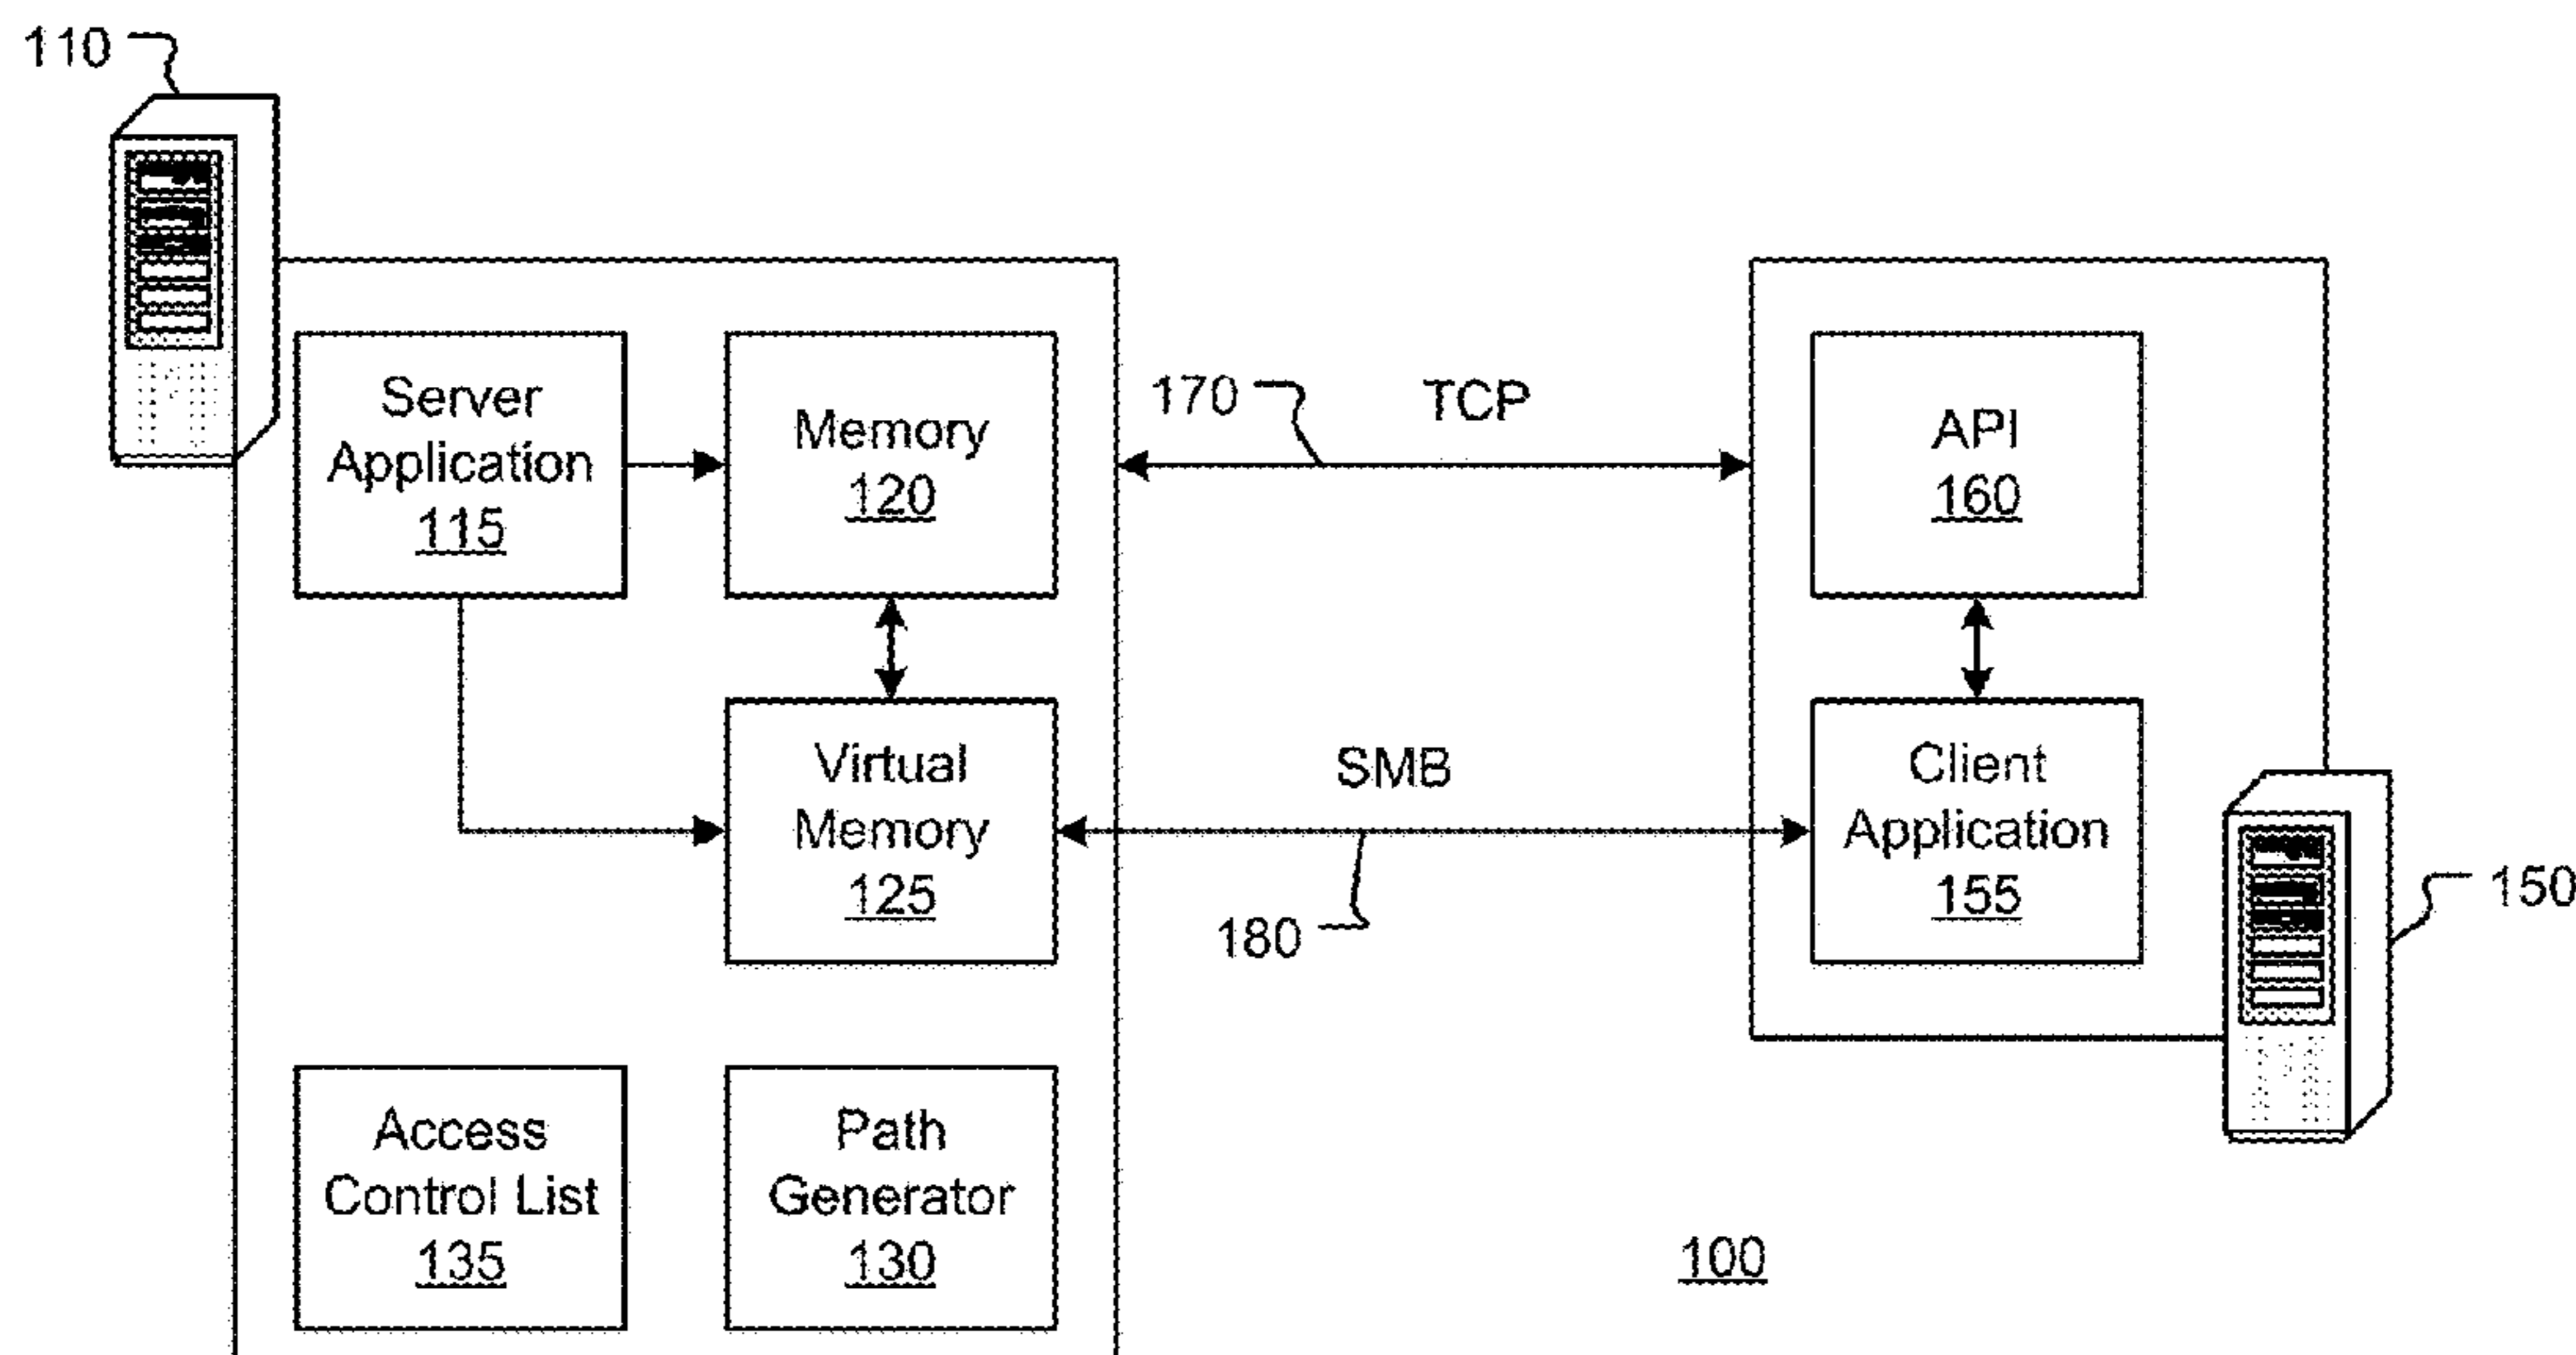 110
Server
Application
115
Memory
120
170
TCP
API
160
Virtual
Memory
125
SMB
180
Client
Application
155
150
Access
Control List
135
Path
Generator
130
100